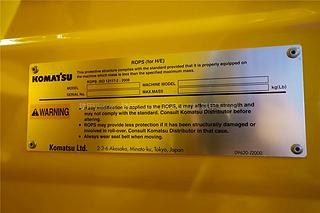 ROPS (for H/E)
This protective structure complies with the standard provided that it is properly equipped on
the machine which mass is less than the specified maximum mass.
KOMATSU
ROPS: ISO 12117-2 : 2008
MODEL MACHINE MODEL
SERIAL No. MAX.MASS kg(Lb)
WARNING
• If any modification is applied to the ROPS, it may affect the strength and
may not comply with the standard. Consult Komatsu Distributor before
altering.
• ROPS may provide less protection if it has been structurally damaged or
involved in roll-over. Consult Komatsu Distributor in that case.
• Always wear seat belt when moving.
Komatsu Ltd. 2-3-6 Akasaka, Minato-ku, Tokyo, Japan
09620-72000